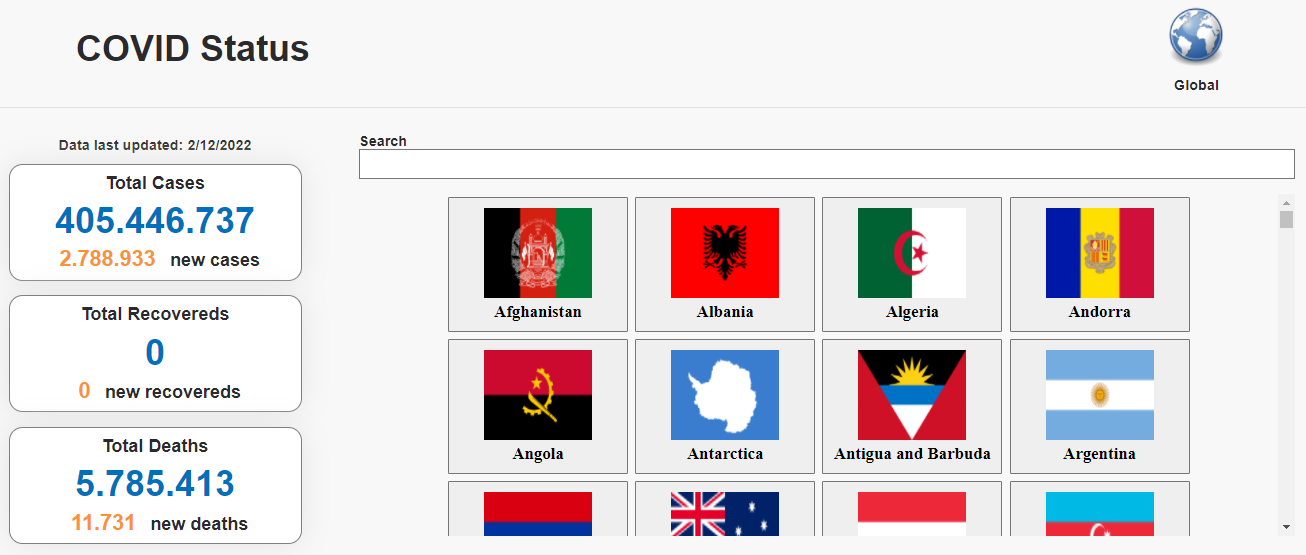 COVID Status
Global
Data last updated: 2/12/2022
Total Cases
405.446.737
2.788.933 new cases
Total Recovereds
0
0 new recovereds
Total Deaths
5.785.413
11.731 new deaths
Search
Afghanistan
Albania
Algeria
Andorra
Angola
Antarctica
Antigua and Barbuda
Argentina